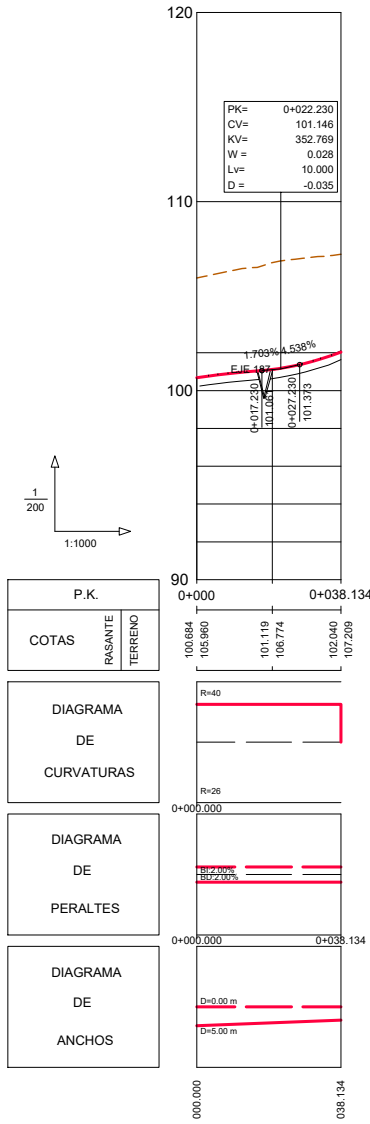 120
PK= 0+022.230
CV= 101.146
KV= 352.769
W = 0.028
Lv= 10.000
D = -0.035
110
1.703%
4.538%
EJE 187
100
0+017.230
101.061
0+027.230
101.373
1
200
1:1000
90
P.K.
0+000
0+038.134
COTAS
RASANTE
TERRENO
100.684
105.960
101.119
106.774
102.040
107.209
DIAGRAMA
DE
CURVATURAS
R=40
R=26
0+000.000
DIAGRAMA
DE
PERALTES
BI:2.00%
BD:2.00%
0+000.000
0+038.134
DIAGRAMA
DE
ANCHOS
D=0.00 m
D=5.00 m
000.000
038.134